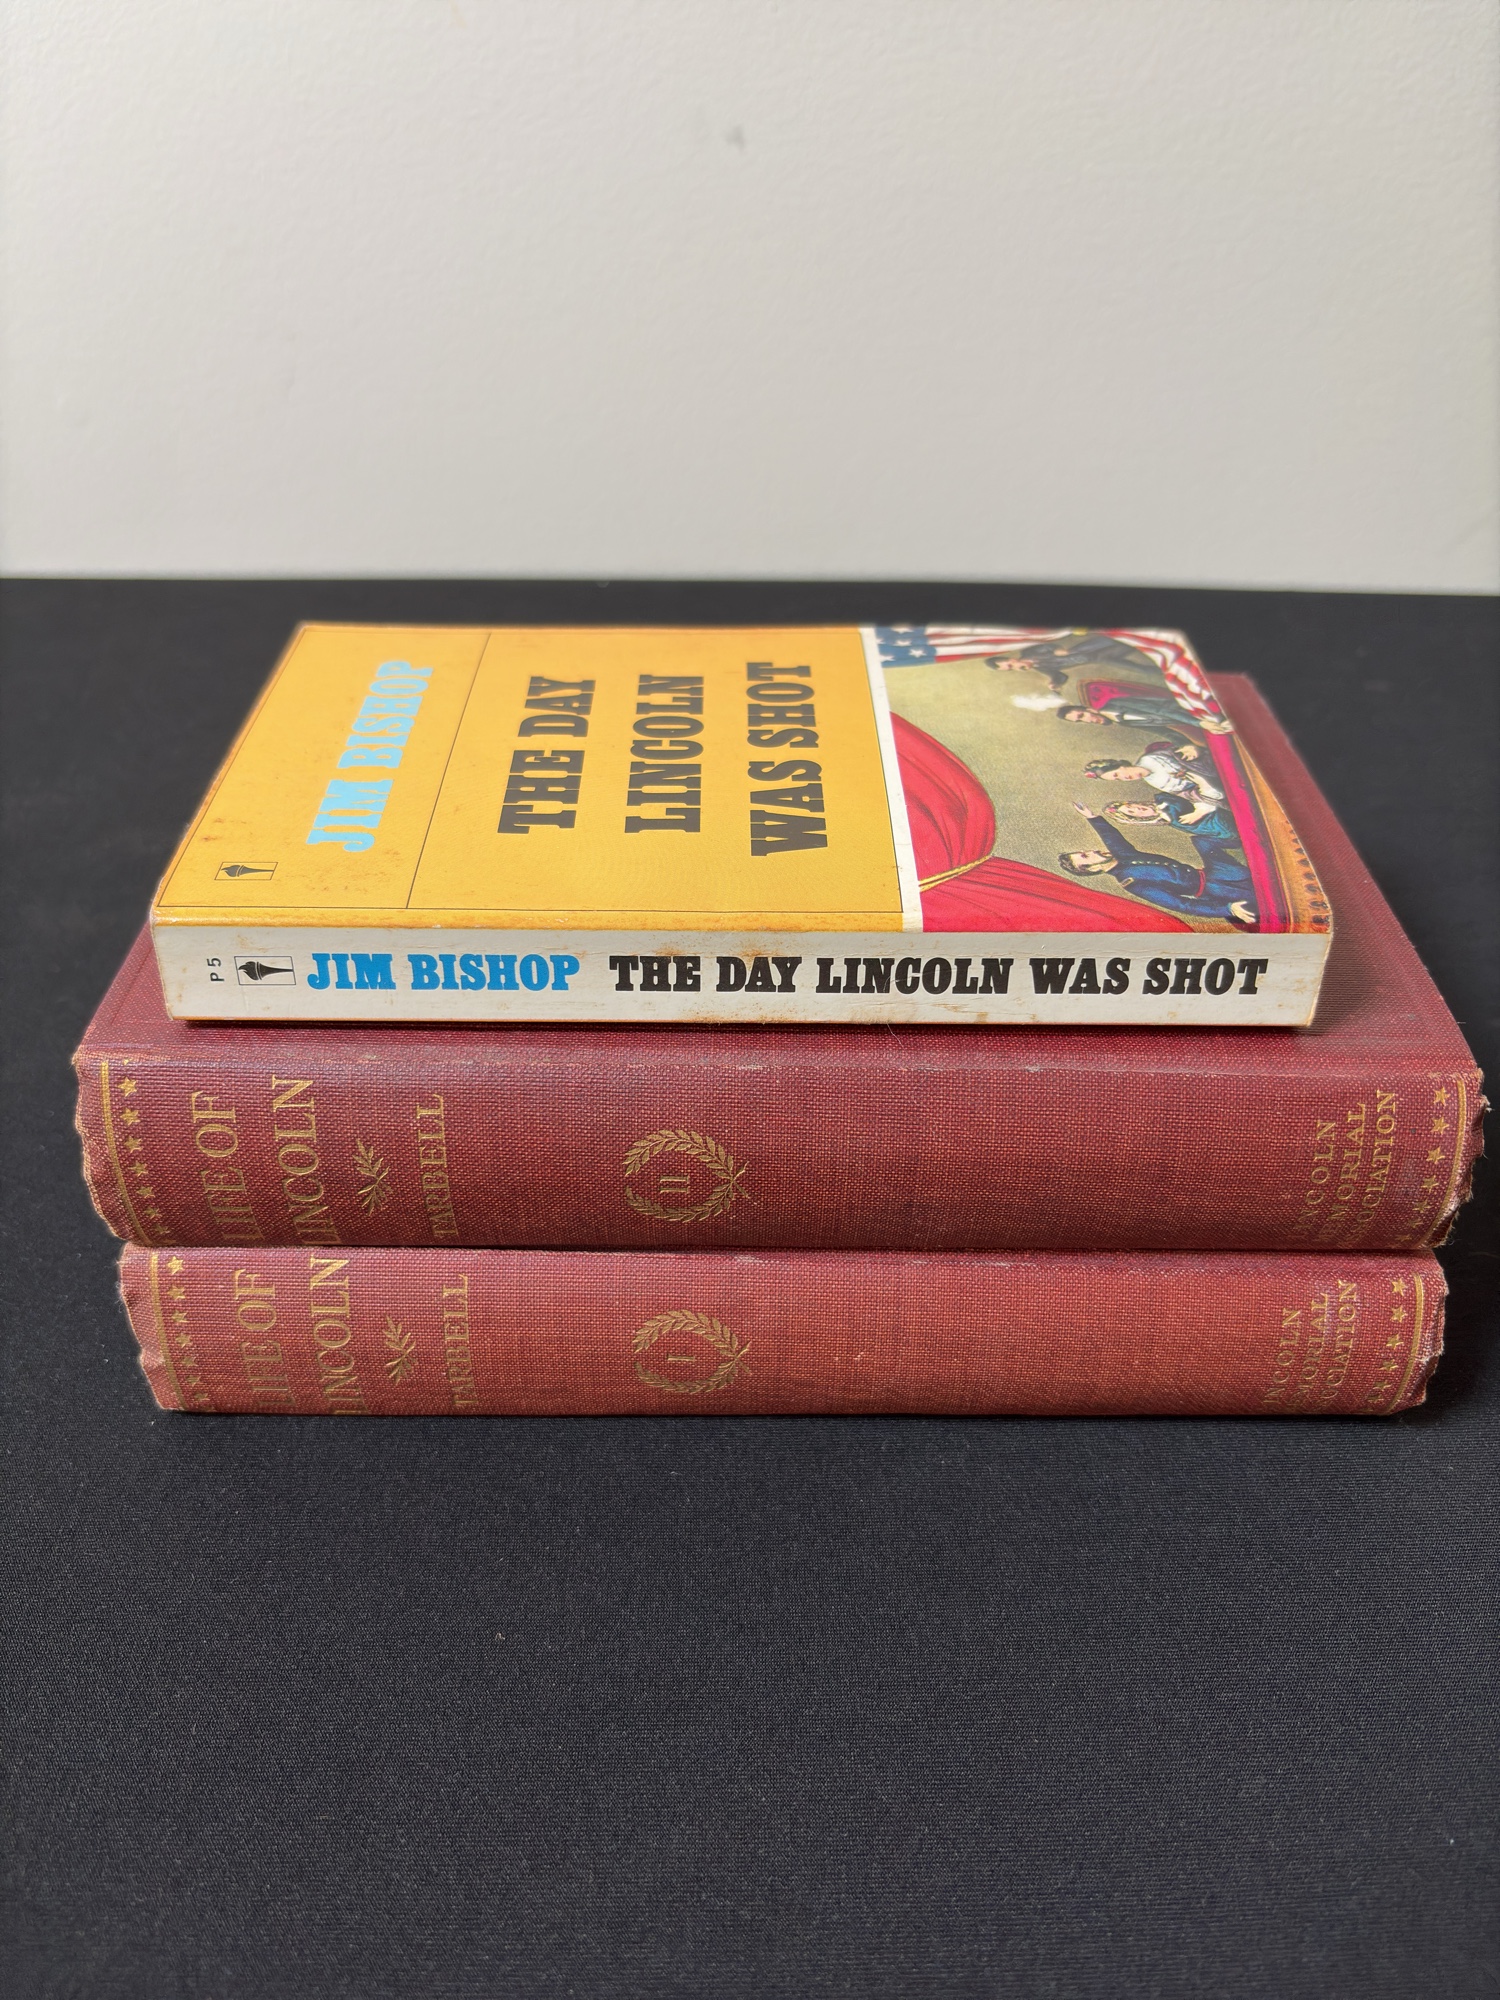 JIM BISHOP
THE DAY
LINCOLN
WAS SHOT
P5
JIM BISHOP THE DAY LINCOLN WAS SHOT
LIFE OF
LINCOLN
TARBELL
II
LINCOLN
MEMORIAL
ASSOCIATION
LIFE OF
LINCOLN
TARBELL
I
LINCOLN
MEMORIAL
ASSOCIATION